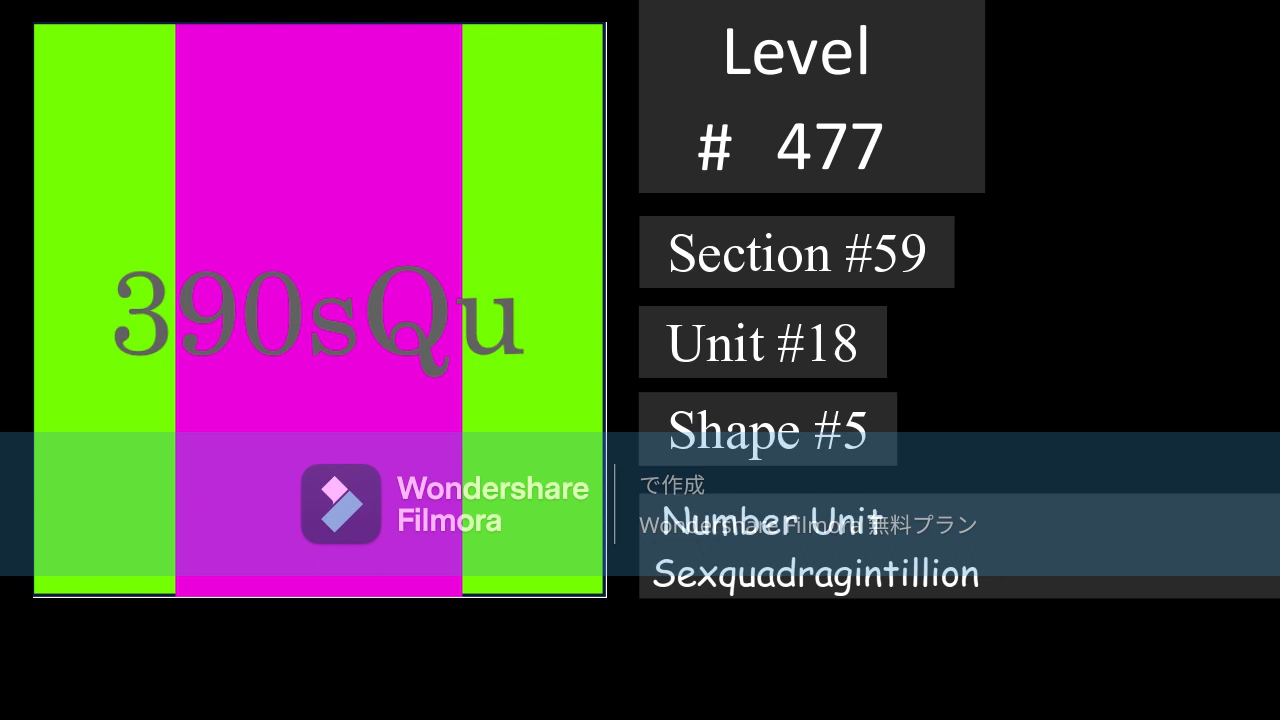 390sQu
Level
# 477
Section #59
Unit #18
Shape #5
Number Unit
Sexquadragintillion
Wondershare
Filmora
で作成
Wondershare Filmora 無料プラン